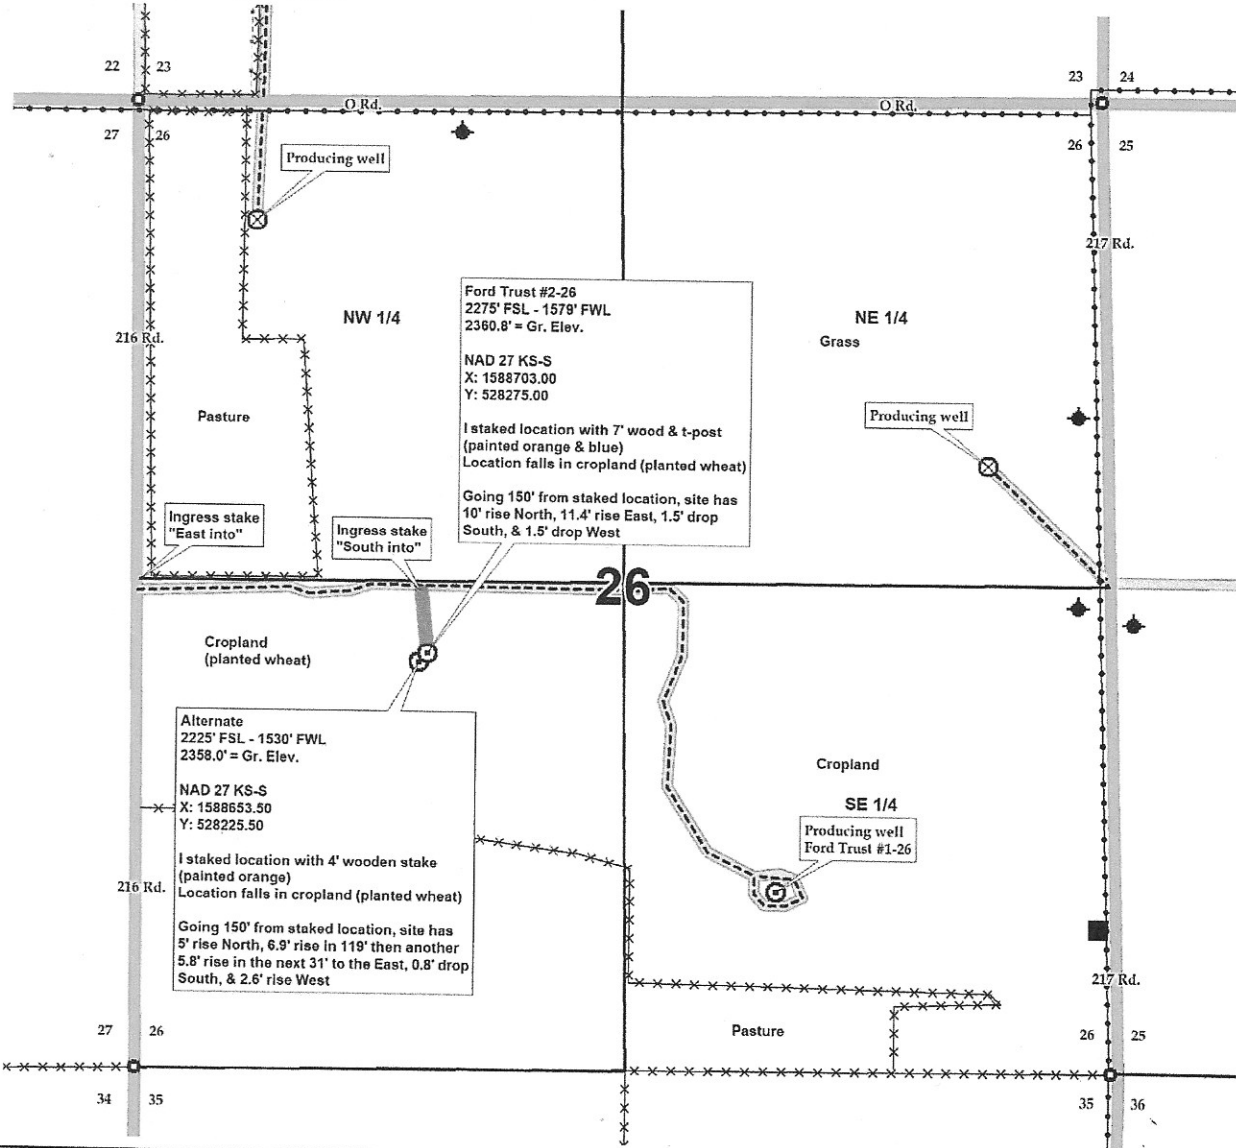 22 23
23 24
O Rd. O Rd.
27 26
26 25
Producing well
217 Rd.
Ford Trust #2-26
2275' FSL - 1579' FWL
2360.8' = Gr. Elev.
NAD 27 KS-S
X: 1588703.00
Y: 528275.00
I staked location with 7' wood & t-post
(painted orange & blue)
Location falls in cropland (planted wheat)
Going 150' from staked location, site has
10' rise North, 11.4' rise East, 1.5' drop
South, & 1.5' drop West
NW 1/4
NE 1/4
216 Rd.
Grass
Pasture
Producing well
Ingress stake
"East into"
Ingress stake
"South into"
26
Cropland
(planted wheat)
Alternate
2225' FSL - 1530' FWL
2358.0' = Gr. Elev.
NAD 27 KS-S
X: 1588653.50
Y: 528225.50
I staked location with 4' wooden stake
(painted orange)
Location falls in cropland (planted wheat)
Going 150' from staked location, site has
5' rise North, 6.9' rise in 119' then another
5.8' rise in the next 31' to the East, 0.8' drop
South, & 2.6' rise West
Cropland
SE 1/4
Producing well
Ford Trust #1-26
216 Rd.
217 Rd.
Pasture
27 26
26 25
34 35
35 36